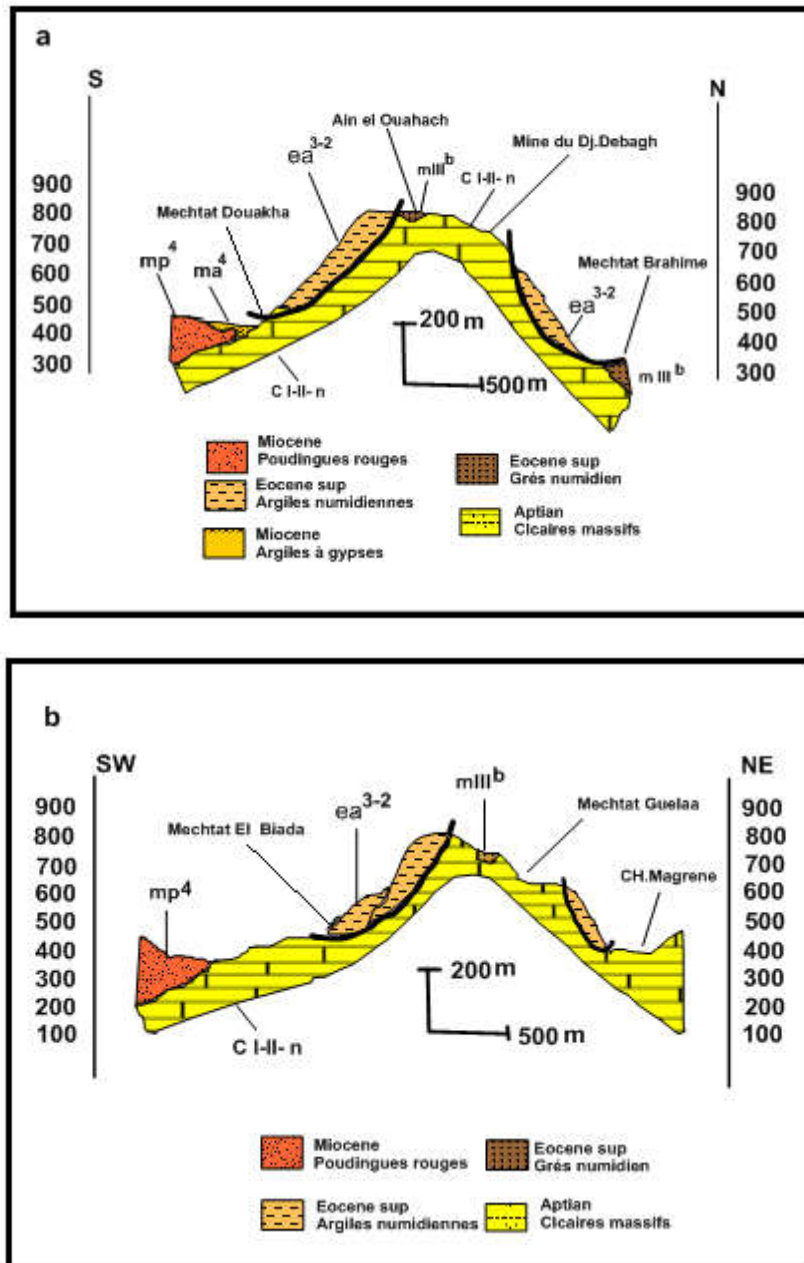 a
S
N
Ain el Ouahach
ea³⁻²
mIIIᵇ
C I-II- n
Mine du Dj.Debagh
Mechtat Douakha
mp⁴
ma⁴
Mechtat Brahime
ea³⁻²
m IIIᵇ
C I-II- n
900
800
700
600
500
400
300
900
800
700
600
500
400
300
200 m
500m
Miocene
Poudingues rouges
Eocene sup
Argiles numidiennes
Miocene
Argiles à gypses
Eocene sup
Grés numidien
Aptian
Clcaires massifs
b
SW
NE
mIIIᵇ
ea³⁻²
Mechtat Guelaa
Mechtat El Biada
CH.Magrene
mp⁴
C I-II- n
900
800
700
600
500
400
300
200
100
900
800
700
600
500
400
300
200
100
200 m
500 m
Miocene
Poudingues rouges
Eocene sup
Argiles numidiennes
Eocene sup
Grés numidien
Aptian
Clcaires massifs